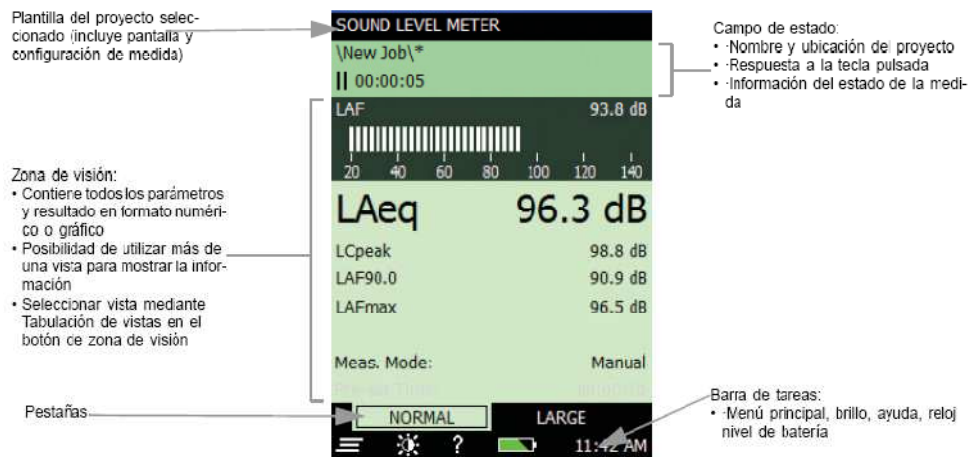 Plantilla del proyecto selec-
cionado (incluye pantalla y
configuración de medida)
SOUND LEVEL METER
\New Job\*
00:00:05
LAF 93.8 dB
20 40 60 80 100 120 140
LAeq 96.3 dB
LCpeak 98.8 dB
LAF90.0 90.9 dB
LAFmax 96.5 dB
Meas. Mode: Manual
NORMAL LARGE
? 11:42 AM
Campo de estado:
• ·Nombre y ubicación del proyecto
• ·Respuesta a la tecla pulsada
• ·Información del estado de la medi-
da
Zona de visión:
• Contiene todos los parámetros
y resultado en formato numéri-
co o gráfico
• Posibilidad de utilizar más de
una vista para mostrar la infor-
mación
• Seleccionar vista mediante
Tabulación de vistas en el
botón de zona de visión
Pestañas
Barra de tareas:
• ·Menú principal, brillo, ayuda, reloj
nivel de batería